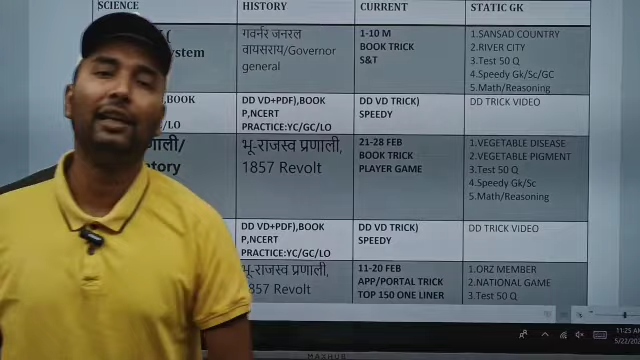 SCIENCE
HISTORY
CURRENT
STATIC GK
गवर्नर जनरल
वायसराय/Governor
general
1-10 M
BOOK TRICK
S&T
1.SANSAD COUNTRY
2.RIVER CITY
3.Test 50 Q
4.Speedy Gk/Sc/GC
5.Math/Reasoning
,BOOK
/LO
DD VD+PDF),BOOK
P,NCERT
PRACTICE:YC/GC/LO
DD VD TRICK)
SPEEDY
DD TRICK VIDEO
भू-राजस्व प्रणाली,
1857 Revolt
21-28 FEB
BOOK TRICK
PLAYER GAME
1.VEGETABLE DISEASE
2.VEGETABLE PIGMENT
3.Test 50 Q
4.Speedy Gk/Sc
5.Math/Reasoning
DD VD+PDF),BOOK
P,NCERT
PRACTICE:YC/GC/LO
DD VD TRICK)
SPEEDY
DD TRICK VIDEO
भू-राजस्व प्रणाली,
1857 Revolt
11-20 FEB
APP/PORTAL TRICK
TOP 150 ONE LINER
1.ORZ MEMBER
2.NATIONAL GAME
3.Test 50 Q
11:25 AM
MAXHUB